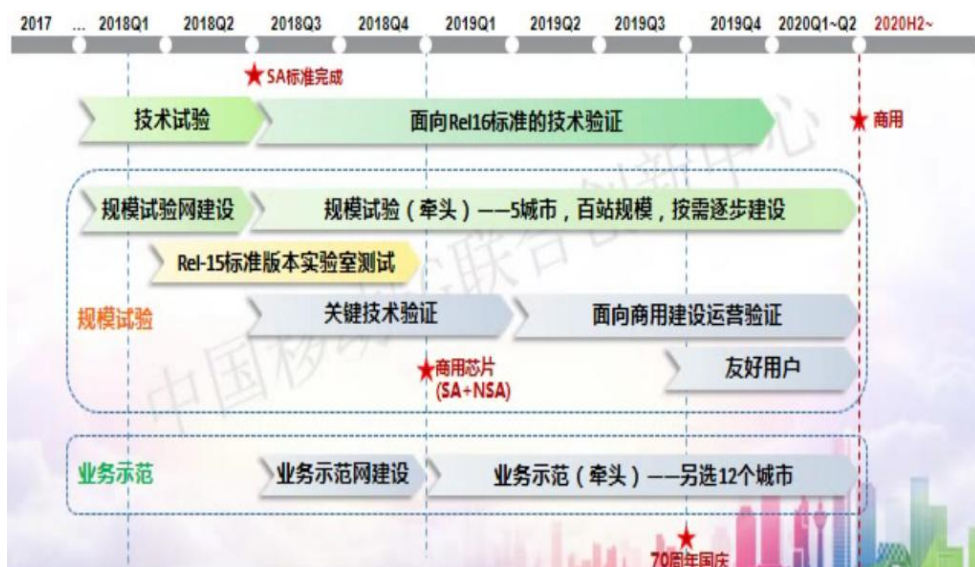 2017 ... 2018Q1 2018Q2 2018Q3 2018Q4 2019Q1 2019Q2 2019Q3 2019Q4 2020Q1~Q2 2020H2~
SA标准完成
技术试验 面向Rel16标准的技术验证 商用
规模试验网建设 规模试验(牵头)——5城市，百站规模，按需逐步建设
Rel-15标准版本实验室测试
规模试验 关键技术验证 面向商用建设运营验证
商用芯片
(SA+NSA)
友好用户
业务示范 业务示范网建设 业务示范(牵头)——另选12个城市
70周年国庆